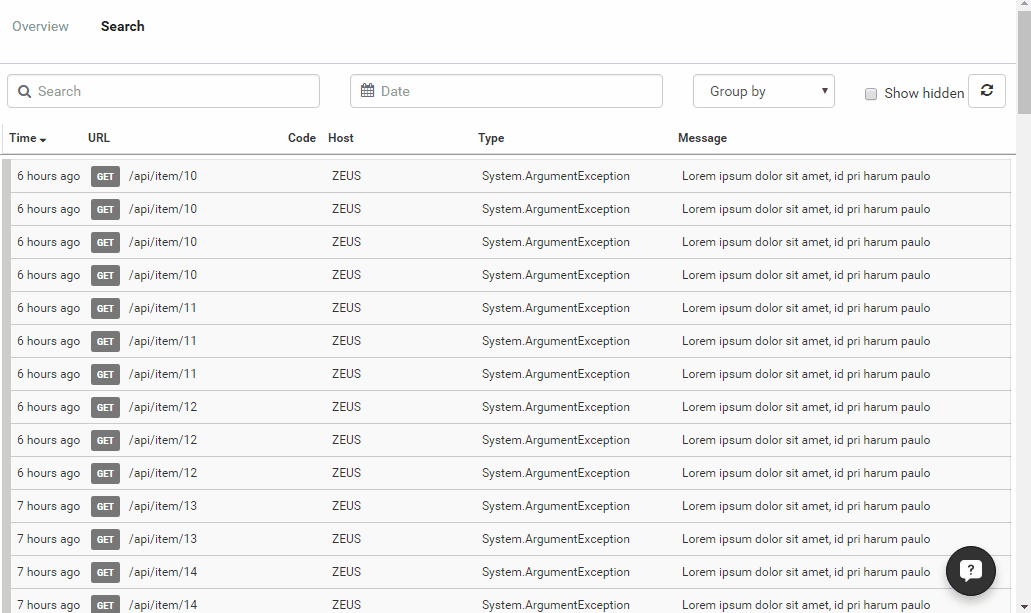 Overview Search
Search Date Group by Show hidden
Time URL Code Host Type Message
6 hours ago GET /api/item/10 ZEUS System.ArgumentException Lorem ipsum dolor sit amet, id pri harum paulo
6 hours ago GET /api/item/10 ZEUS System.ArgumentException Lorem ipsum dolor sit amet, id pri harum paulo
6 hours ago GET /api/item/10 ZEUS System.ArgumentException Lorem ipsum dolor sit amet, id pri harum paulo
6 hours ago GET /api/item/10 ZEUS System.ArgumentException Lorem ipsum dolor sit amet, id pri harum paulo
6 hours ago GET /api/item/11 ZEUS System.ArgumentException Lorem ipsum dolor sit amet, id pri harum paulo
6 hours ago GET /api/item/11 ZEUS System.ArgumentException Lorem ipsum dolor sit amet, id pri harum paulo
6 hours ago GET /api/item/11 ZEUS System.ArgumentException Lorem ipsum dolor sit amet, id pri harum paulo
6 hours ago GET /api/item/12 ZEUS System.ArgumentException Lorem ipsum dolor sit amet, id pri harum paulo
6 hours ago GET /api/item/12 ZEUS System.ArgumentException Lorem ipsum dolor sit amet, id pri harum paulo
6 hours ago GET /api/item/12 ZEUS System.ArgumentException Lorem ipsum dolor sit amet, id pri harum paulo
7 hours ago GET /api/item/13 ZEUS System.ArgumentException Lorem ipsum dolor sit amet, id pri harum paulo
7 hours ago GET /api/item/13 ZEUS System.ArgumentException Lorem ipsum dolor sit amet, id pri harum paulo
7 hours ago GET /api/item/14 ZEUS System.ArgumentException Lorem ipsum dolor sit amet, id pri harum paulo
7 hours ago GET /api/item/14 ZEUS System.ArgumentException Lorem ipsum dolor sit amet, id pri harum paulo